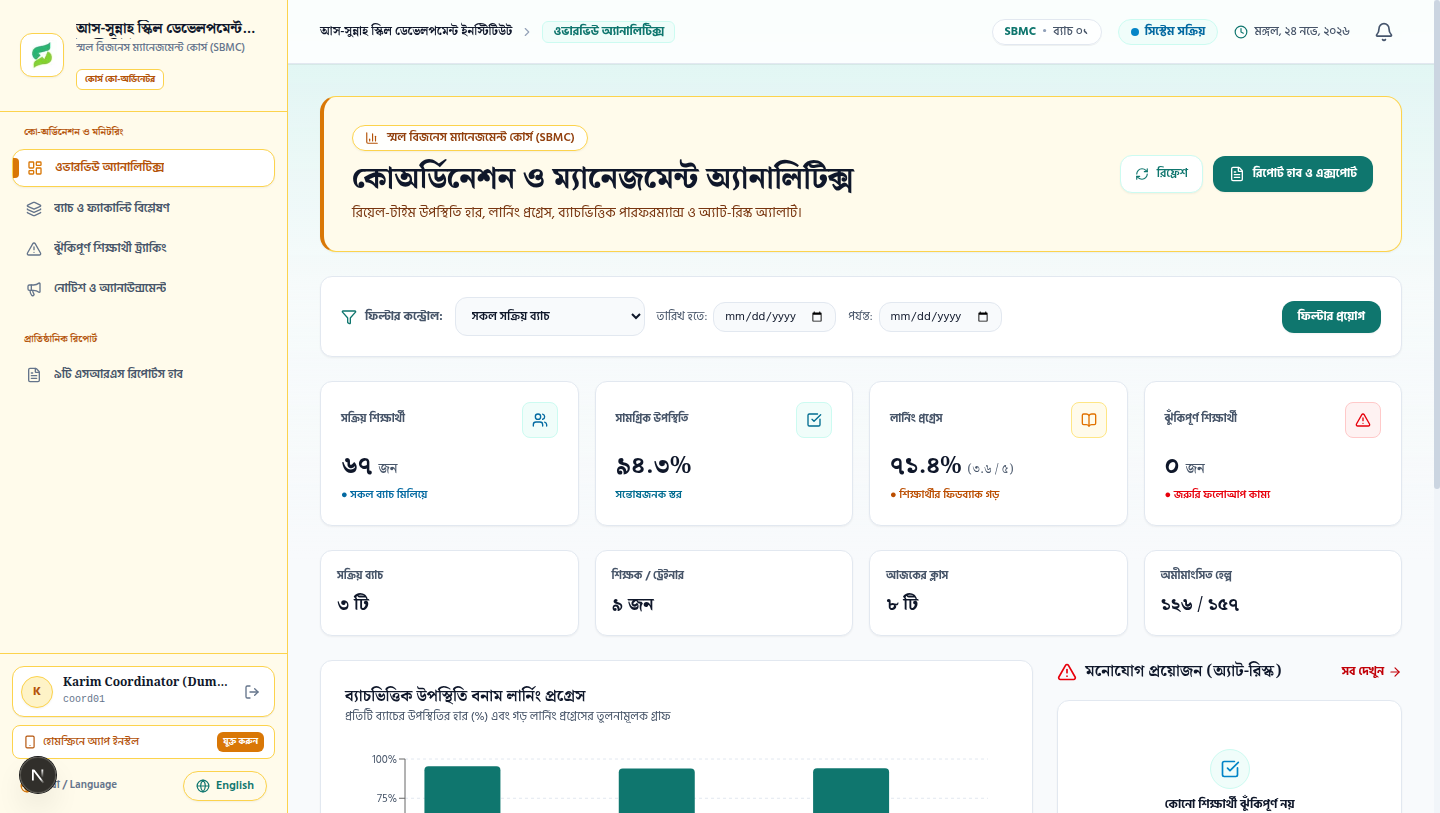 আস-সুন্নাহ স্কিল ডেভেলপমেন্ট...
স্মল বিজনেস ম্যানেজমেন্ট কোর্স (SBMC)
কোর্স কো-অর্ডিনেটর
কো-অর্ডিনেশন ও মনিটরিং
ওভারভিউ অ্যানালিটিক্স
ব্যাচ ও ফ্যাকাল্টি বিশ্লেষণ
ঝুঁকিপূর্ণ শিক্ষার্থী ট্র্যাকিং
নোটিশ ও অ্যানাউন্সমেন্ট
প্রাতিষ্ঠানিক রিপোর্ট
৯টি এসআরএস রিপোর্টস হাব
K
Karim Coordinator (Dum...
coord01
হোমস্ক্রিনে অ্যাপ ইনস্টল
যুক্ত করুন
N
/ Language
English
আস-সুন্নাহ স্কিল ডেভেলপমেন্ট ইনস্টিটিউট
ওভারভিউ অ্যানালিটিক্স
SBMC • ব্যাচ ০১
সিস্টেম সক্রিয়
মঙ্গল, ২৪ নভে, ২০২৬
স্মল বিজনেস ম্যানেজমেন্ট কোর্স (SBMC)
কোঅর্ডিনেশন ও ম্যানেজমেন্ট অ্যানালিটিক্স
রিয়েল-টাইম উপস্থিতি হার, লার্নিং প্রগ্রেস, ব্যাচভিত্তিক পারফরম্যান্স ও অ্যাট-রিস্ক অ্যালার্ট।
রিফ্রেশ
রিপোর্ট হাব ও এক্সপোর্ট
ফিল্টার কন্ট্রোল:
সকল সক্রিয় ব্যাচ
তারিখ হতে:
mm/dd/yyyy
পর্যন্ত:
mm/dd/yyyy
ফিল্টার প্রয়োগ
সক্রিয় শিক্ষার্থী
৬৭ জন
● সকল ব্যাচ মিলিয়ে
সামগ্রিক উপস্থিতি
৯৪.৩%
সন্তোষজনক স্তর
লার্নিং প্রগ্রেস
৭১.৪% (৩.৬ / ৫)
● শিক্ষার্থীর ফিডব্যাক গড়
ঝুঁকিপূর্ণ শিক্ষার্থী
০ জন
● জরুরি ফলোআপ কাম্য
সক্রিয় ব্যাচ
৩ টি
শিক্ষক / ট্রেইনার
৯ জন
আজকের ক্লাস
৮ টি
অমীমাংসিত হেল্প
১২৬ / ১৫৭
ব্যাচভিত্তিক উপস্থিতি বনাম লার্নিং প্রগ্রেস
প্রতিটি ব্যাচের উপস্থিতির হার (%) এবং গড় লার্নিং প্রগ্রেসের তুলনামূলক গ্রাফ
100%
75%
মনোযোগ প্রয়োজন (অ্যাট-রিস্ক)
সব দেখুন
কোনো শিক্ষার্থী ঝুঁকিপূর্ণ নয়